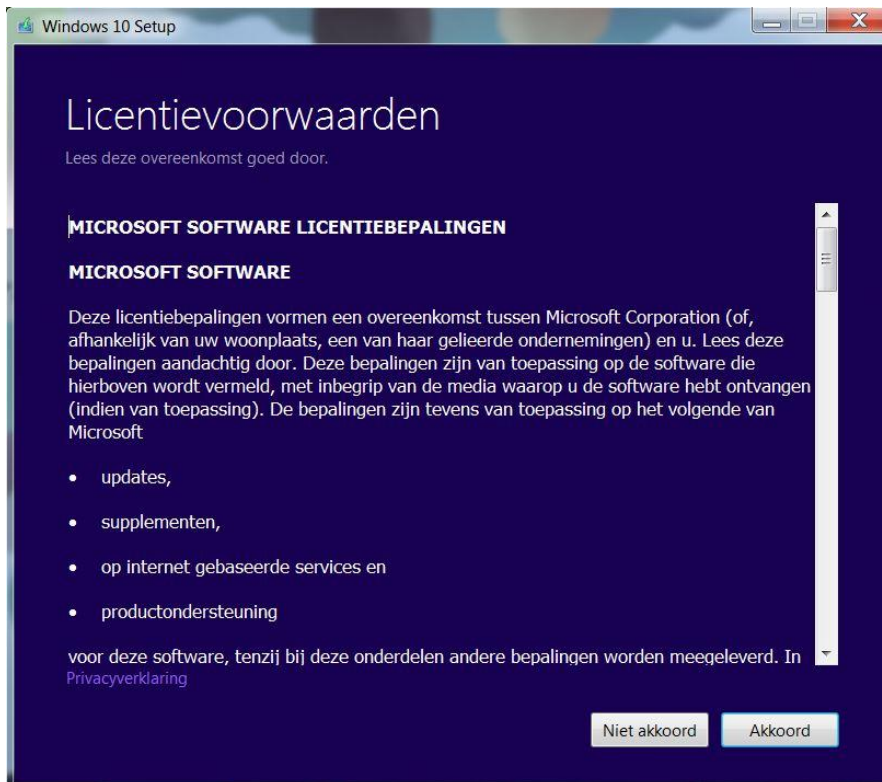 Windows 10 Setup
Licentievoorwaarden
Lees deze overeenkomst goed door.
MICROSOFT SOFTWARE LICENTIEBEPALINGEN
MICROSOFT SOFTWARE
Deze licentiebepalingen vormen een overeenkomst tussen Microsoft Corporation (of,
afhankelijk van uw woonplaats, een van haar gelieerde ondernemingen) en u. Lees deze
bepalingen aandachtig door. Deze bepalingen zijn van toepassing op de software die
hierboven wordt vermeld, met inbegrip van de media waarop u de software hebt ontvangen
(indien van toepassing). De bepalingen zijn tevens van toepassing op het volgende van
Microsoft
• updates,
• supplementen,
• op internet gebaseerde services en
• productondersteuning
voor deze software, tenzij bij deze onderdelen andere bepalingen worden meegeleverd. In
Privacyverklaring
Niet akkoord Akkoord